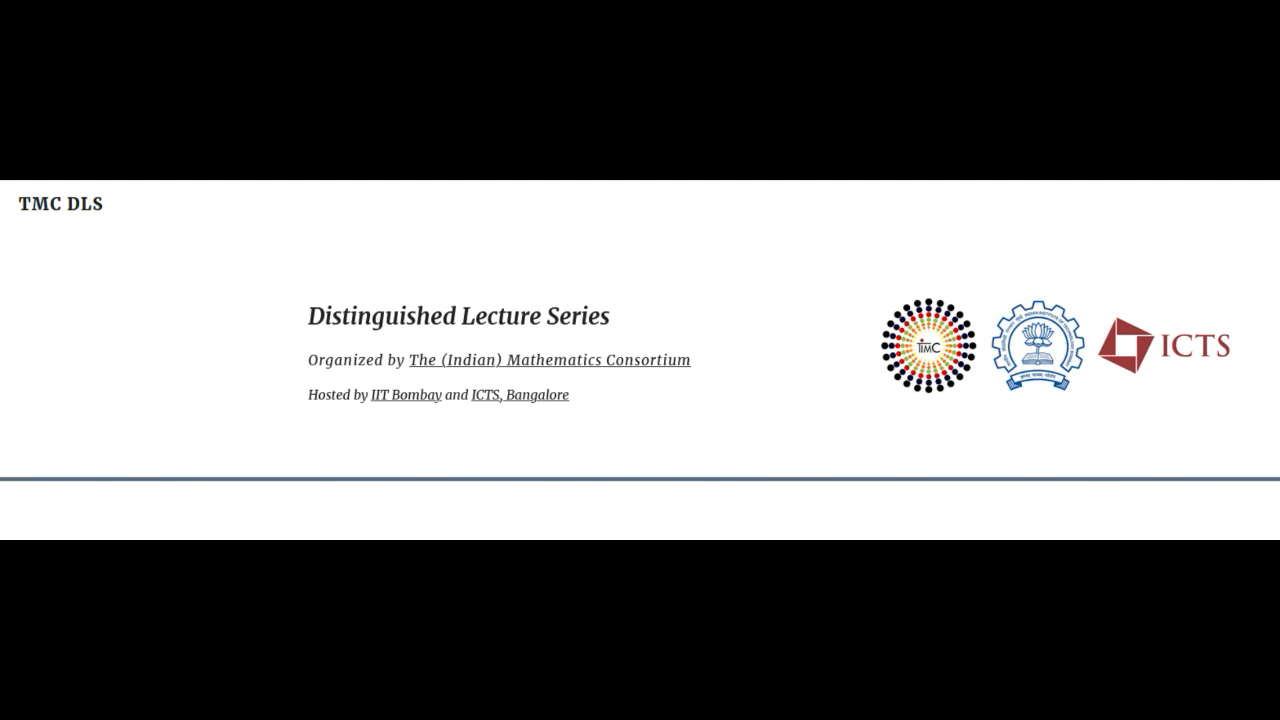 TMC DLS
Distinguished Lecture Series
Organized by The (Indian) Mathematics Consortium
Hosted by IIT Bombay and ICTS, Bangalore
TIMC
ICTS